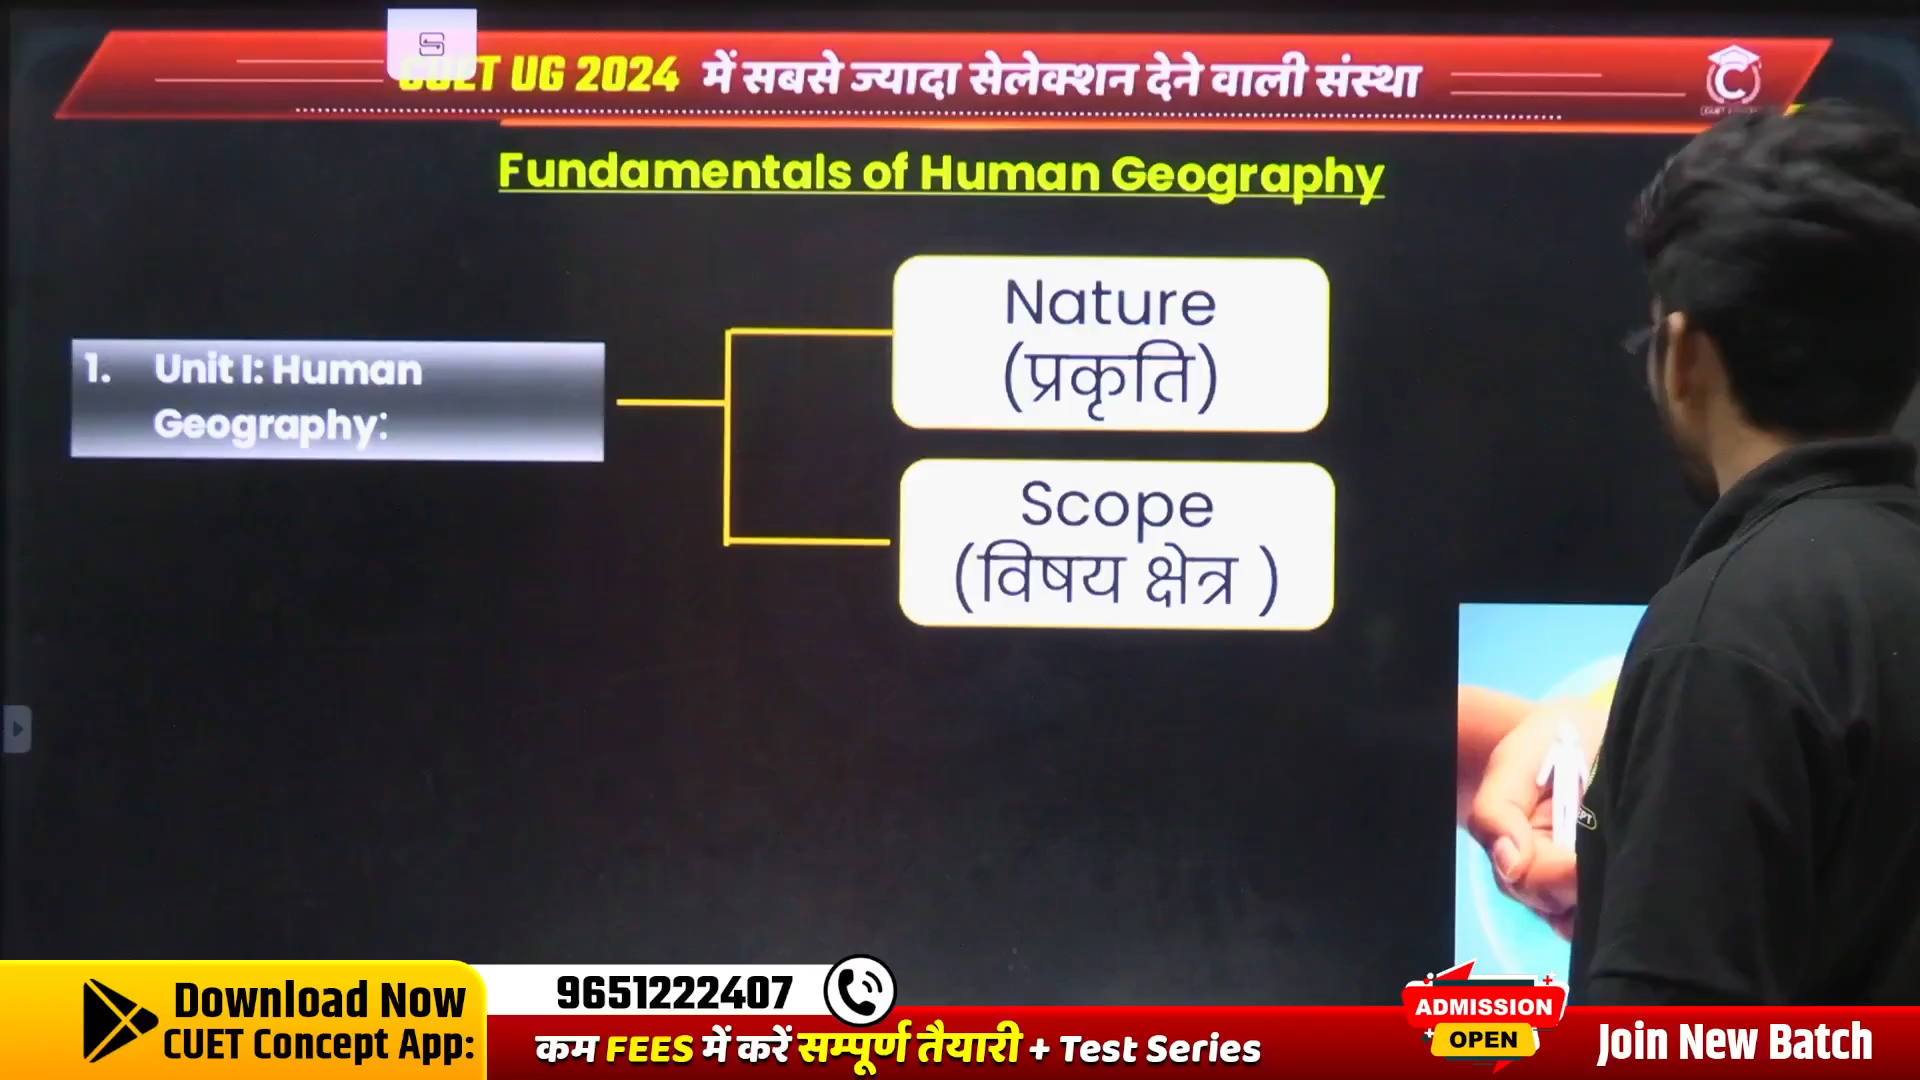 CUET UG 2024 में सबसे ज्यादा सेलेक्शन देने वाली संस्था
Fundamentals of Human Geography
1. Unit I: Human
Geography:
Nature
(प्रकृति)
Scope
(विषय क्षेत्र )
Download Now
CUET Concept App:
9651222407
कम FEES में करें सम्पूर्ण तैयारी + Test Series
ADMISSION
OPEN
Join New Batch